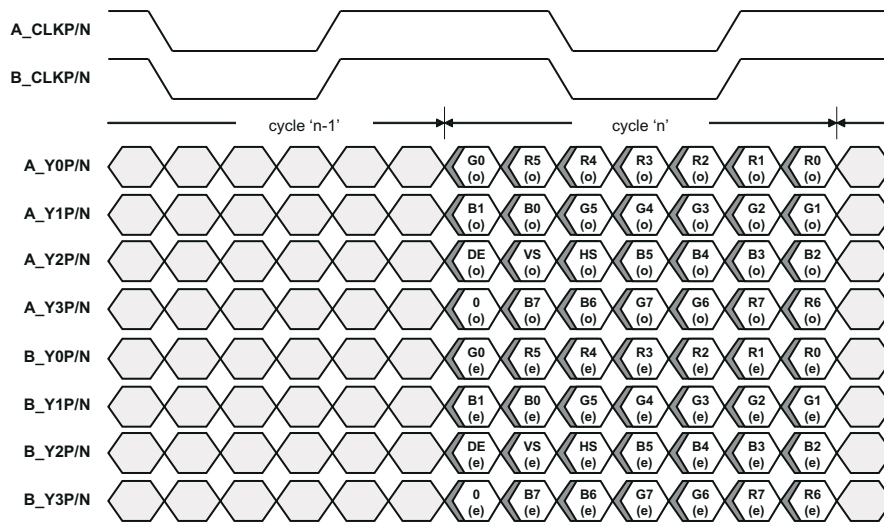 A_CLKP/N
B_CLKP/N
cycle ‘n-1’ cycle ‘n’
A_Y0P/N G0 (o) R5 (o) R4 (o) R3 (o) R2 (o) R1 (o) R0 (o)
A_Y1P/N B1 (o) B0 (o) G5 (o) G4 (o) G3 (o) G2 (o) G1 (o)
A_Y2P/N DE (o) VS (o) HS (o) B5 (o) B4 (o) B3 (o) B2 (o)
A_Y3P/N 0 (o) B7 (o) B6 (o) G7 (o) G6 (o) R7 (o) R6 (o)
B_Y0P/N G0 (e) R5 (e) R4 (e) R3 (e) R2 (e) R1 (e) R0 (e)
B_Y1P/N B1 (e) B0 (e) G5 (e) G4 (e) G3 (e) G2 (e) G1 (e)
B_Y2P/N DE (e) VS (e) HS (e) B5 (e) B4 (e) B3 (e) B2 (e)
B_Y3P/N 0 (e) B7 (e) B6 (e) G7 (e) G6 (e) R7 (e) R6 (e)